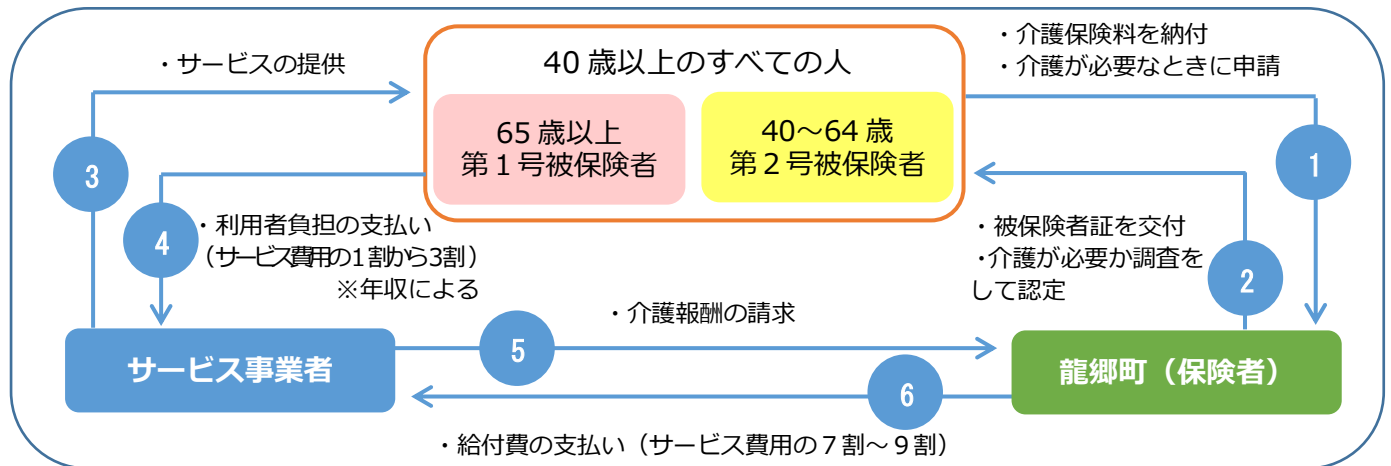 ・サービスの提供
40 歳以上のすべての人
65 歳以上
第１号被保険者
40～64 歳
第２号被保険者
・介護保険料を納付
・介護が必要なときに申請
3
4
1
2
・利用者負担の支払い
（サービス費用の1割から3割）
※年収による
・被保険者証を交付
・介護が必要か調査を
して認定
・介護報酬の請求
サービス事業者
5
6
龍郷町（保険者）
・給付費の支払い（サービス費用の７割～９割）